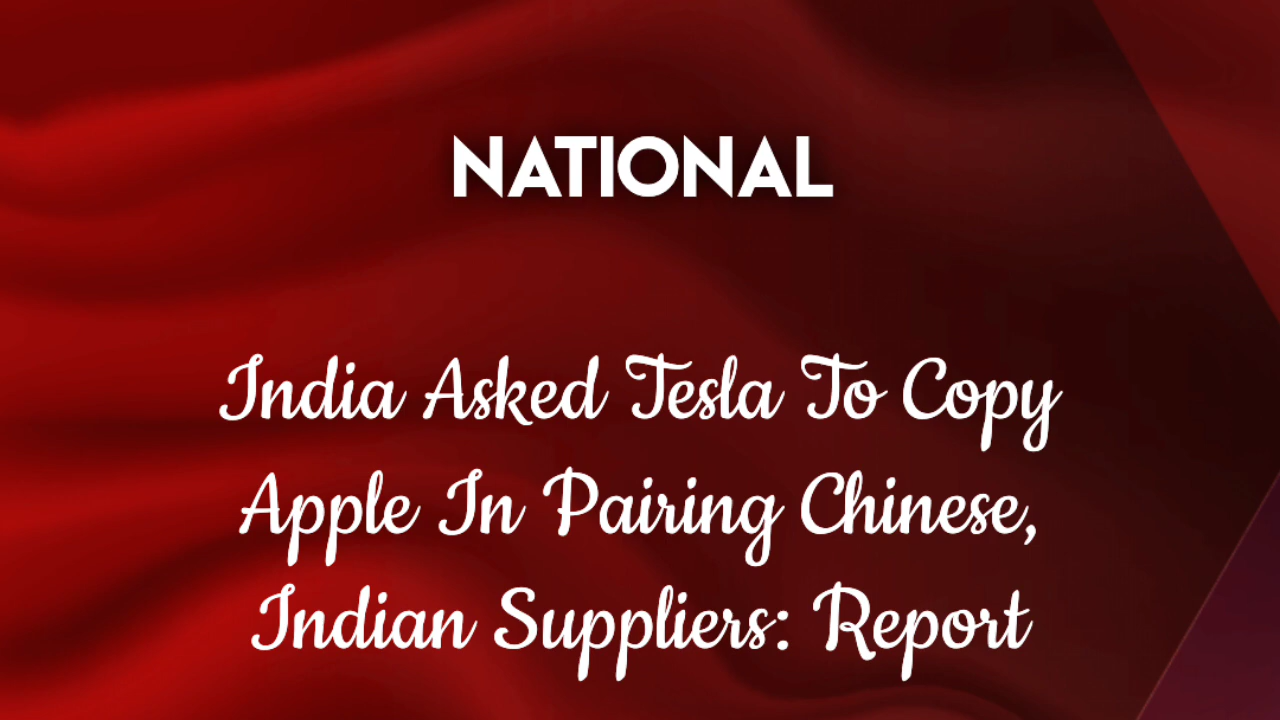 NATIONAL
India Asked Tesla To Copy
Apple In Pairing Chinese,
Indian Suppliers: Report